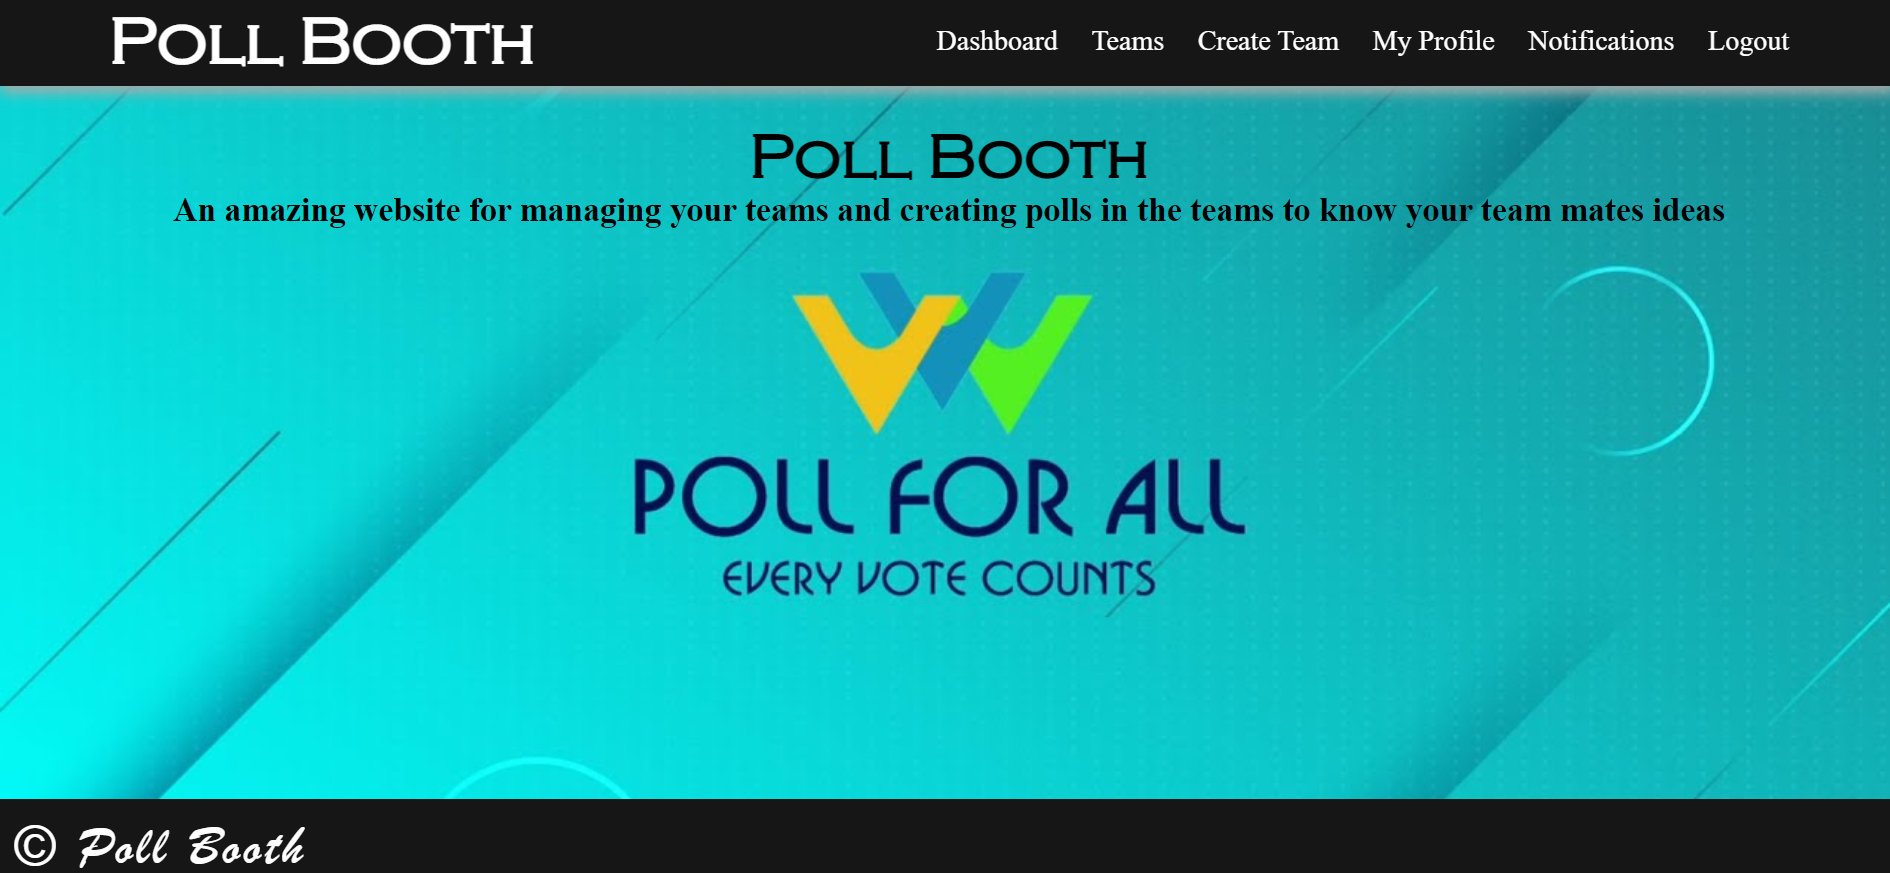 Poll Booth
Dashboard Teams Create Team My Profile Notifications Logout
Poll Booth
An amazing website for managing your teams and creating polls in the teams to know your team mates ideas
POLL FOR ALL
EVERY VOTE COUNTS
© Poll Booth